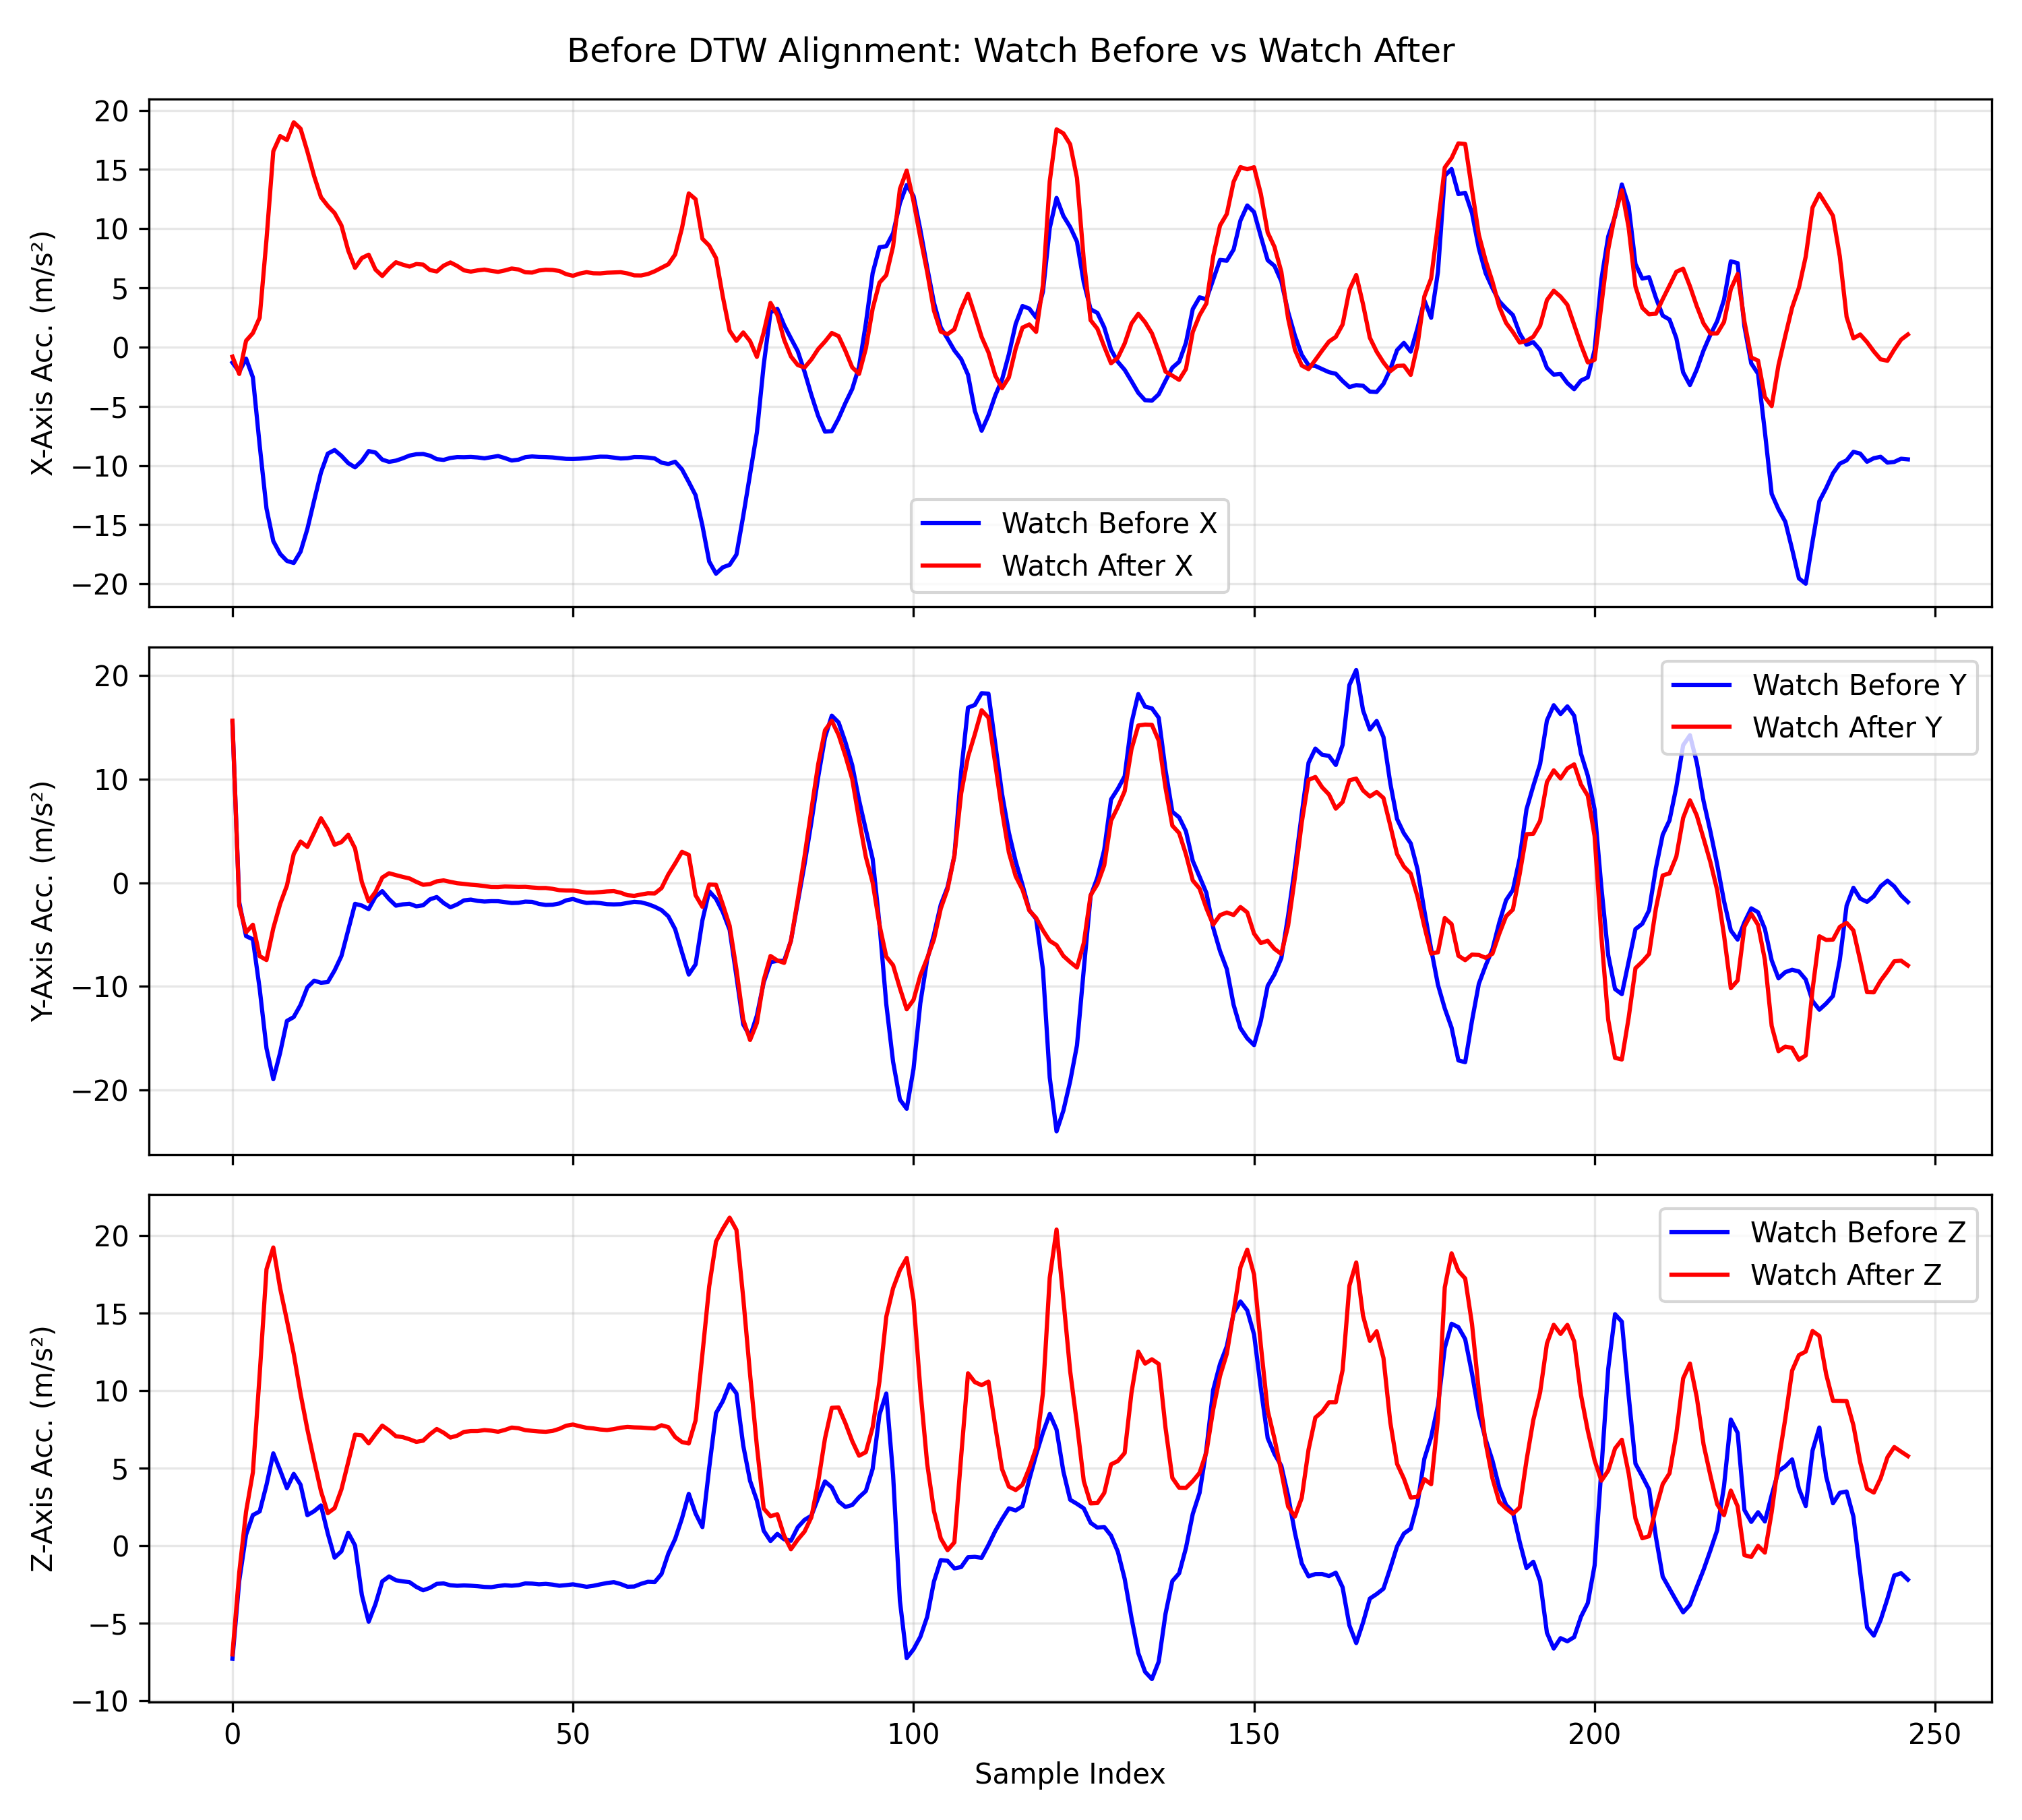 Before DTW Alignment: Watch Before vs Watch After
20
15
10
5
0
−5
−10
−15
−20
X-Axis Acc. (m/s²)
Watch Before X
Watch After X
20
10
0
−10
−20
Y-Axis Acc. (m/s²)
Watch Before Y
Watch After Y
20
15
10
5
0
−5
−10
Z-Axis Acc. (m/s²)
Watch Before Z
Watch After Z
0 50 100 150 200 250
Sample Index